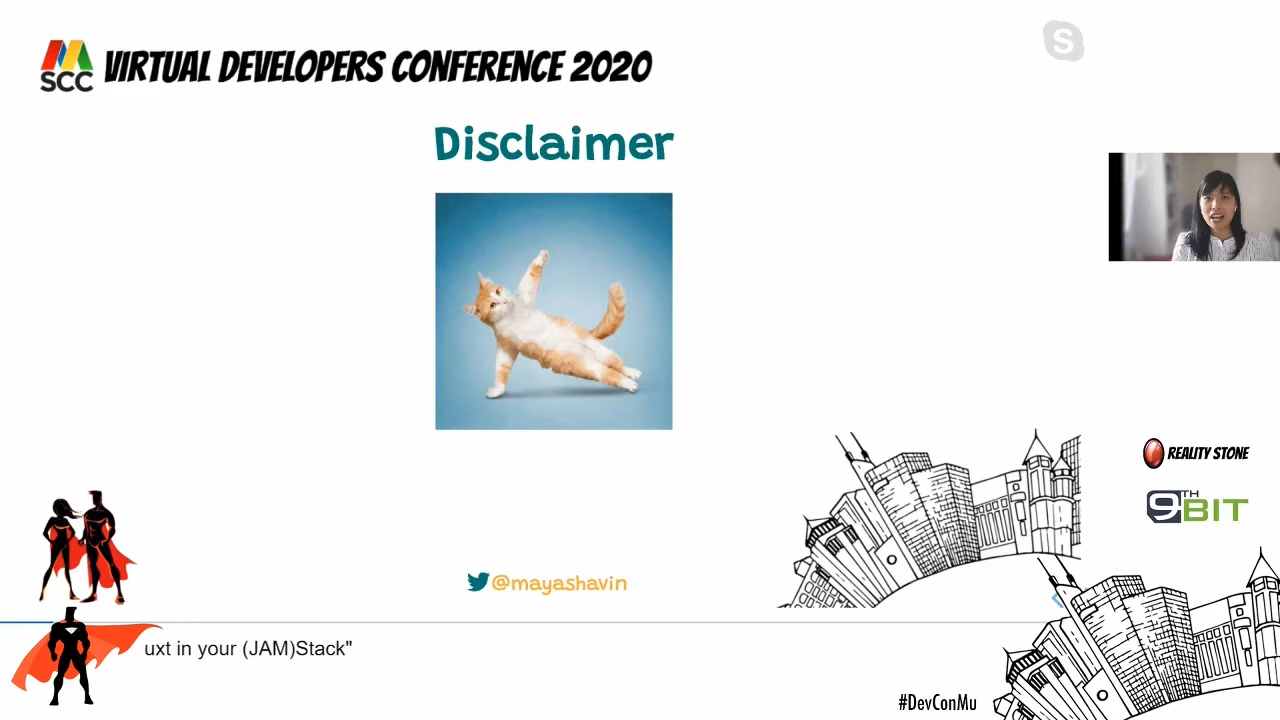 SCC
VIRTUAL DEVELOPERS CONFERENCE 2020
S
Disclaimer
REALITY STONE
9TH BIT
@mayashavin
uxt in your (JAM)Stack"
#DevConMu